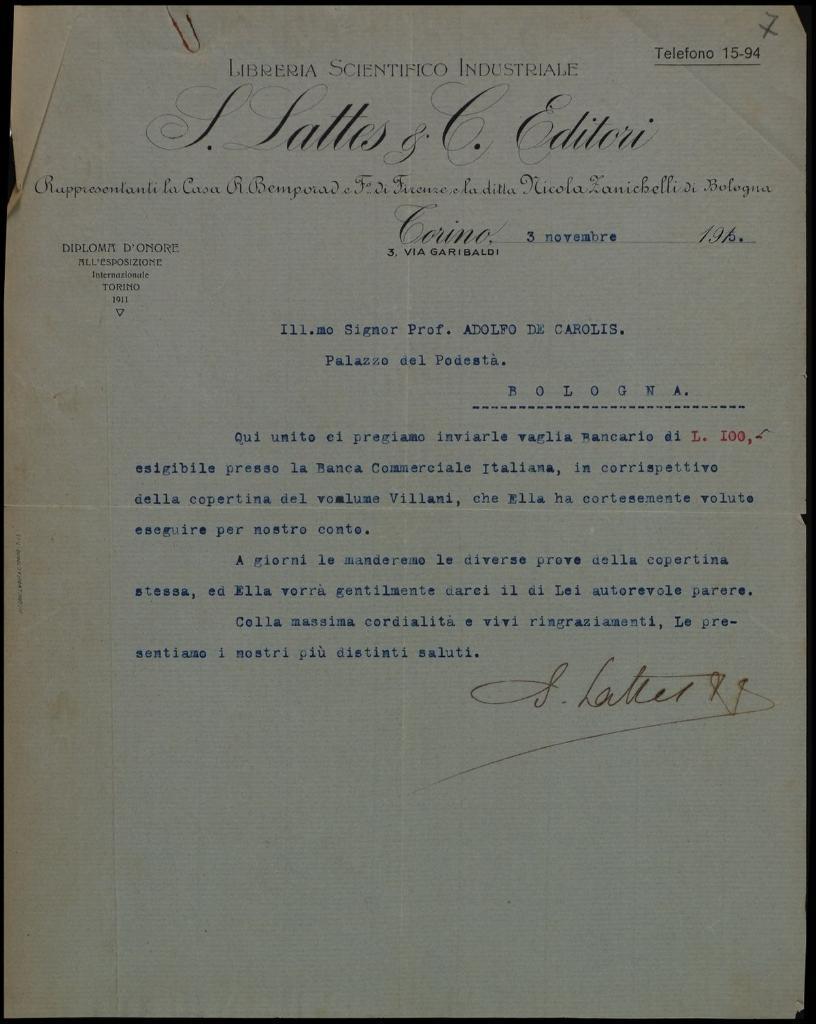 7
Telefono 15-94
LIBRERIA SCIENTIFICO INDUSTRIALE
S. Lattes & C. Editori
Rappresentanti la Casa R. Bemporad e F.º di Firenze, e la ditta Nicola Zanichelli di Bologna
Torino, 3 novembre 1915.
3, VIA GARIBALDI
DIPLOMA D'ONORE
ALL'ESPOSIZIONE
Internazionale
TORINO
1911
Ill.mo Signor Prof. ADOLFO DE CAROLIS.
Palazzo del Podestà.
B O L O G N A.
Qui unito ci pregiamo inviarle vaglia Bancario di L. I00,-
esigibile presso la Banca Commerciale Italiana, in corrispettivo
della copertina del vomlume Villani, che Ella ha cortesemente voluto
eseguire per nostro conto.
A giorni le manderemo le diverse prove della copertina
stessa, ed Ella vorrà gentilmente darci il di Lei autorevole parere.
Colla massima cordialità e vivi ringraziamenti, Le pre-
sentiamo i nostri più distinti saluti.
S. Lattes &